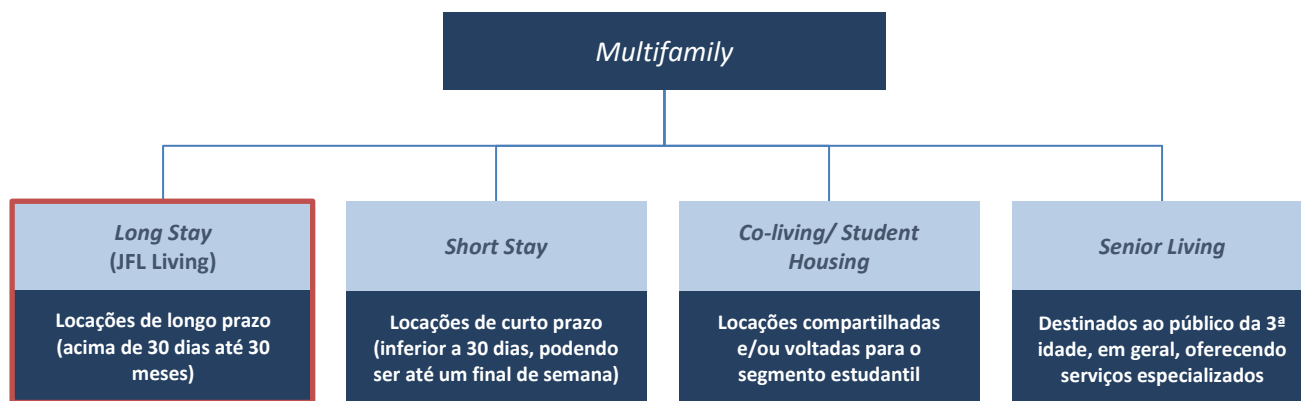 Multifamily
Long Stay
(JFL Living)
Locações de longo prazo
(acima de 30 dias até 30
meses)
Short Stay
Locações de curto prazo
(inferior a 30 dias, podendo
ser até um final de semana)
Co-living/ Student
Housing
Locações compartilhadas
e/ou voltadas para o
segmento estudantil
Senior Living
Destinados ao público da 3ª
idade, em geral, oferecendo
serviços especializados